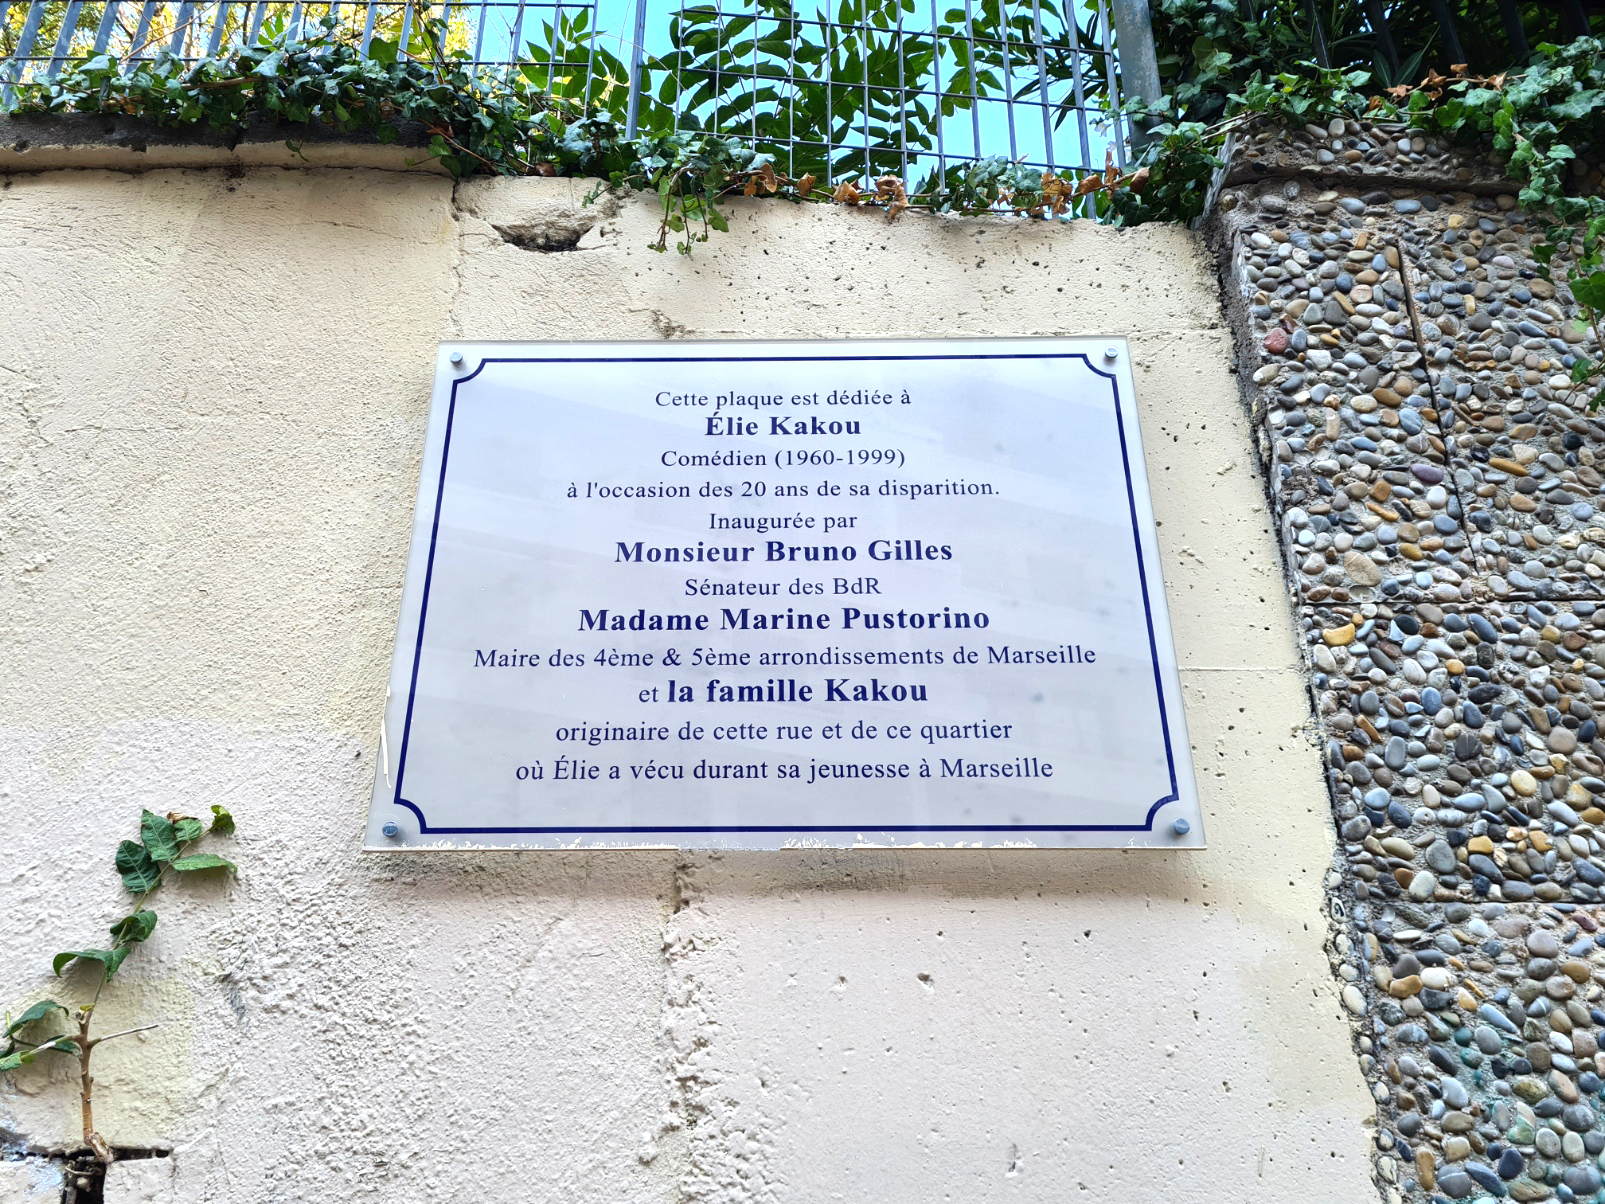 Cette plaque est dédiée à
Élie Kakou
Comédien (1960-1999)
à l'occasion des 20 ans de sa disparition.
Inaugurée par
Monsieur Bruno Gilles
Sénateur des BdR
Madame Marine Pustorino
Maire des 4ème & 5ème arrondissements de Marseille
et la famille Kakou
originaire de cette rue et de ce quartier
où Élie a vécu durant sa jeunesse à Marseille